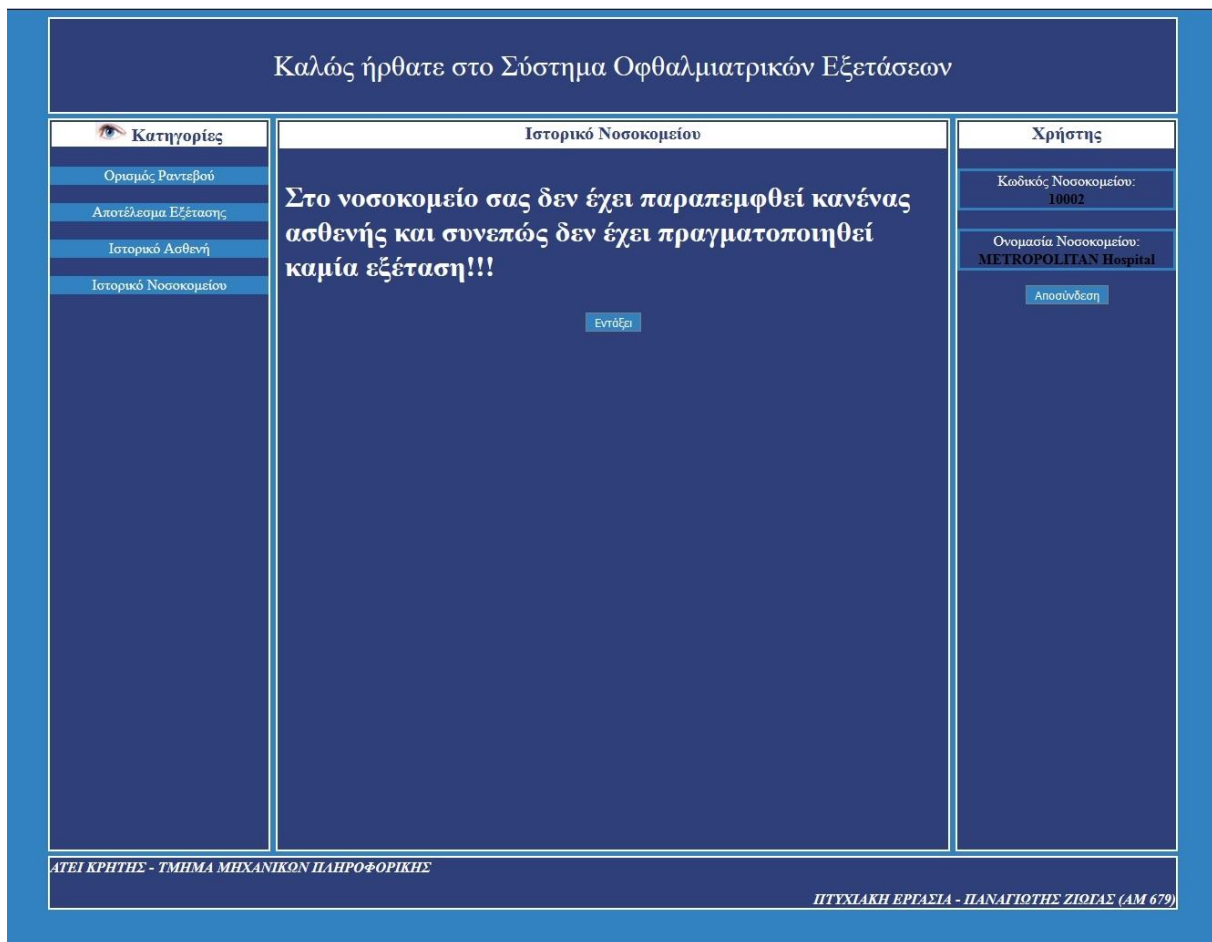 Καλώς ήρθατε στο Σύστημα Οφθαλμιατρικών Εξετάσεων
Κατηγορίες
Ορισμός Ραντεβού
Αποτέλεσμα Εξέτασης
Ιστορικό Ασθενή
Ιστορικό Νοσοκομείου
Ιστορικό Νοσοκομείου
Στο νοσοκομείο σας δεν έχει παραπεμφθεί κανένας
ασθενής και συνεπώς δεν έχει πραγματοποιηθεί
καμία εξέταση!!!
Εντάξει
Χρήστης
Κωδικός Νοσοκομείου:
10002
Ονομασία Νοσοκομείου:
METROPOLITAN Hospital
Αποσύνδεση
ΑΤΕΙ ΚΡΗΤΗΣ - ΤΜΗΜΑ ΜΗΧΑΝΙΚΩΝ ΠΛΗΡΟΦΟΡΙΚΗΣ
ΠΤΥΧΙΑΚΗ ΕΡΓΑΣΙΑ - ΠΑΝΑΓΙΩΤΗΣ ΖΙΩΓΑΣ (ΑΜ 679)